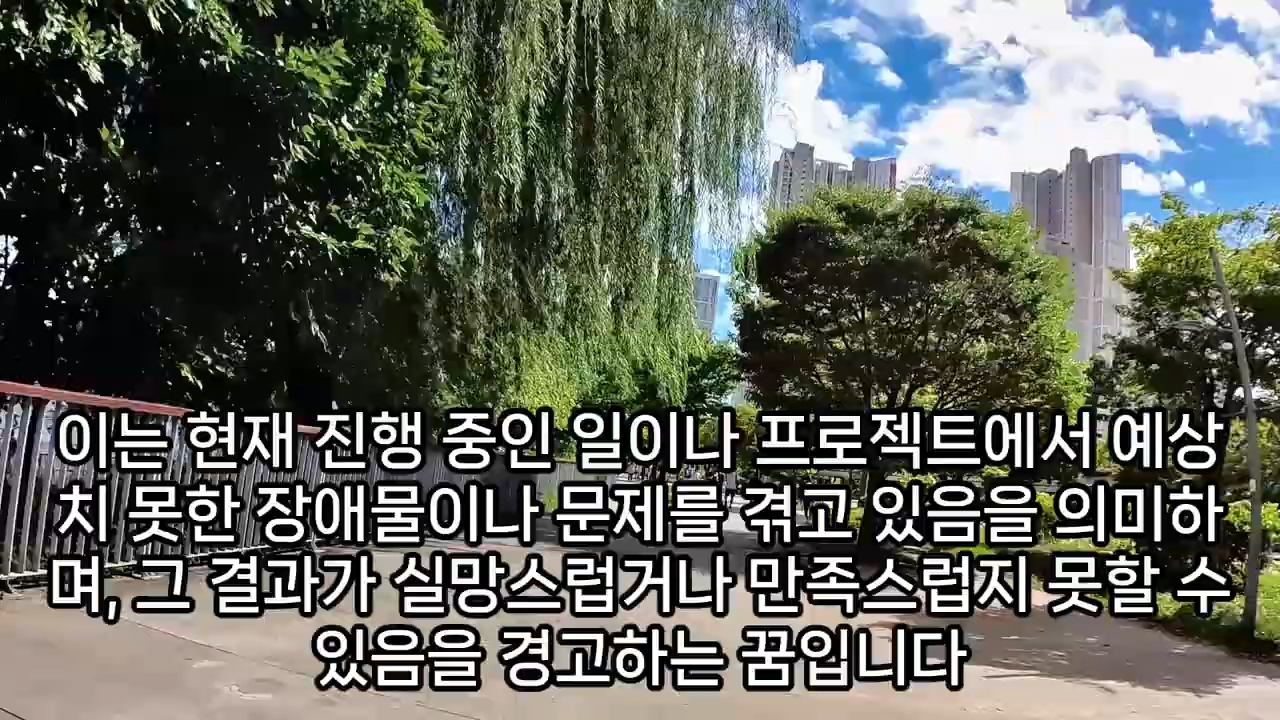 이는 현재 진행 중인 일이나 프로젝트에서 예상
치 못한 장애물이나 문제를 겪고 있음을 의미하
며, 그 결과가 실망스럽거나 만족스럽지 못할 수
있음을 경고하는 꿈입니다